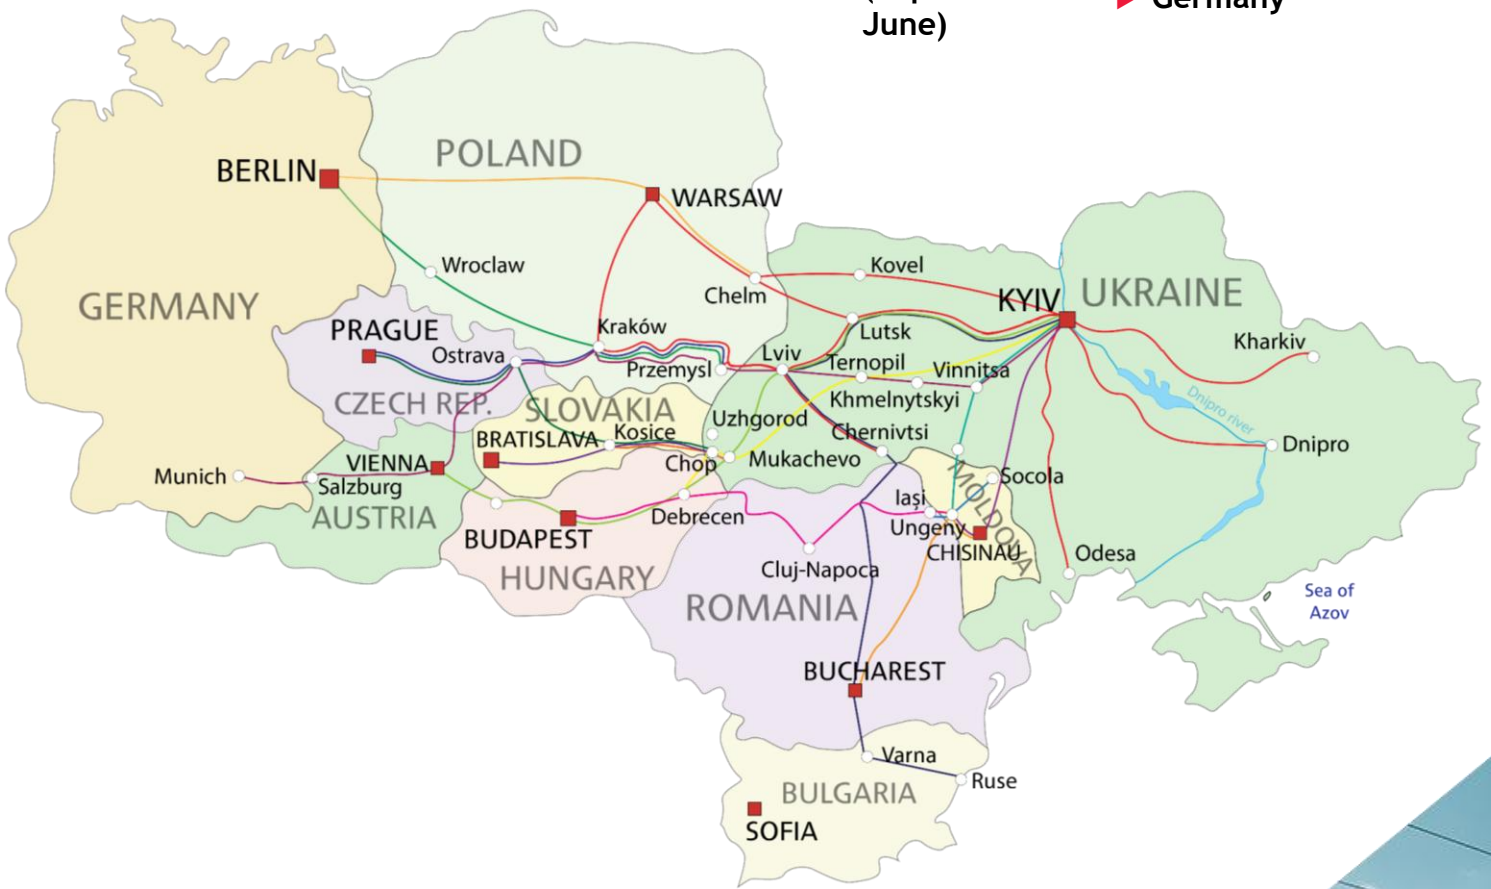 June)
Germany
POLAND
BERLIN
WARSAW
Wroclaw
Kovel
Chelm
UKRAINE
KYIV
GERMANY
PRAGUE
Kraków
Lutsk
Kharkiv
Ostrava
Przemysl
Lviv
Ternopil
Vinnitsa
Khmelnytskyi
CZECH REP.
SLOVAKIA
Dnipro river
Uzhgorod
BRATISLAVA
Kosice
Chernivtsi
Dnipro
Munich
VIENNA
Chop
Mukachevo
Salzburg
MOLDOVA
Socola
AUSTRIA
Debrecen
Iași
Ungeny
BUDAPEST
CHISINAU
Odesa
HUNGARY
Cluj-Napoca
Sea of
Azov
ROMANIA
BUCHAREST
Varna
Ruse
BULGARIA
SOFIA